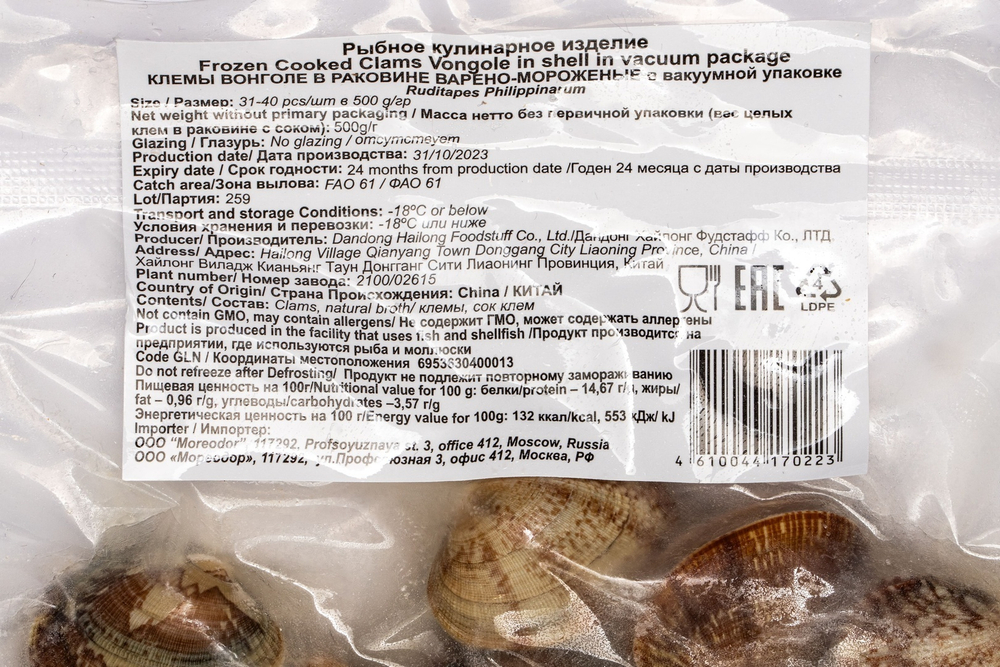 Рыбное кулинарное изделие
Frozen Cooked Clams Vongole in shell in vacuum package
КЛЕМЫ ВОНГОЛЕ В РАКОВИНЕ ВАРЕНО-МОРОЖЕНЫЕ в вакуумной упаковке
Ruditapes Philippinarum
Size / Размер: 31-40 pcs/шт в 500 g/гр
Net weight without primary packaging / Масса нетто без первичной упаковки (вес целых
клем в раковине с соком): 500g/г
Glazing / Глазурь: No glazing / отсутствует
Production date/ Дата производства: 31/10/2023
Expiry date / Срок годности: 24 months from production date /Годен 24 месяца с даты производства
Catch area/Зона вылова: FAO 61 / ФАО 61
Lot/Партия: 259
Transport and storage Conditions: -18ºC or below
Условия хранения и перевозки: -18ºC или ниже
Producer/ Производитель: Dandong Hailong Foodstuff Co., Ltd./Дандонг Хайлонг Фудстафф Ко., ЛТД.
Address/ Адрес: Hailong Village Qianyang Town Donggang City Liaoning Province, China /
Хайлонг Виладж Кианьянг Таун Донгганг Сити Лиаонинг Провинция, Китай
Plant number/ Номер завода: 2100/02615
Country of Origin/ Страна Происхождения: China / КИТАЙ
Contents/ Состав: Clams, natural broth/ клемы, сок клем
Not contain GMO, may contain allergens/ Не содержит ГМО, может содержать аллергены
Product is produced in the facility that uses fish and shellfish /Продукт производится на
предприятии, где используются рыба и моллюски
Code GLN / Координаты местоположения 6953630400013
Do not refreeze after Defrosting/ Продукт не подлежит повторному замораживанию
Пищевая ценность на 100г/Nutritional value for 100 g: белки/protein – 14,67 г/g, жиры/
fat – 0,96 г/g, углеводы/carbohydrates –3,57 г/g
Энергетическая ценность на 100 г/Energy value for 100g: 132 ккал/kcal, 553 кДж/ kJ
Importer / Импортер:
ООО "Moreodor", 117292, Profsoyuznaya st. 3, office 412, Moscow, Russia
ООО «Мореодор», 117292, ул.Профсоюзная 3, офис 412, Москва, РФ
EAC
4
LDPE
4 610044 170223